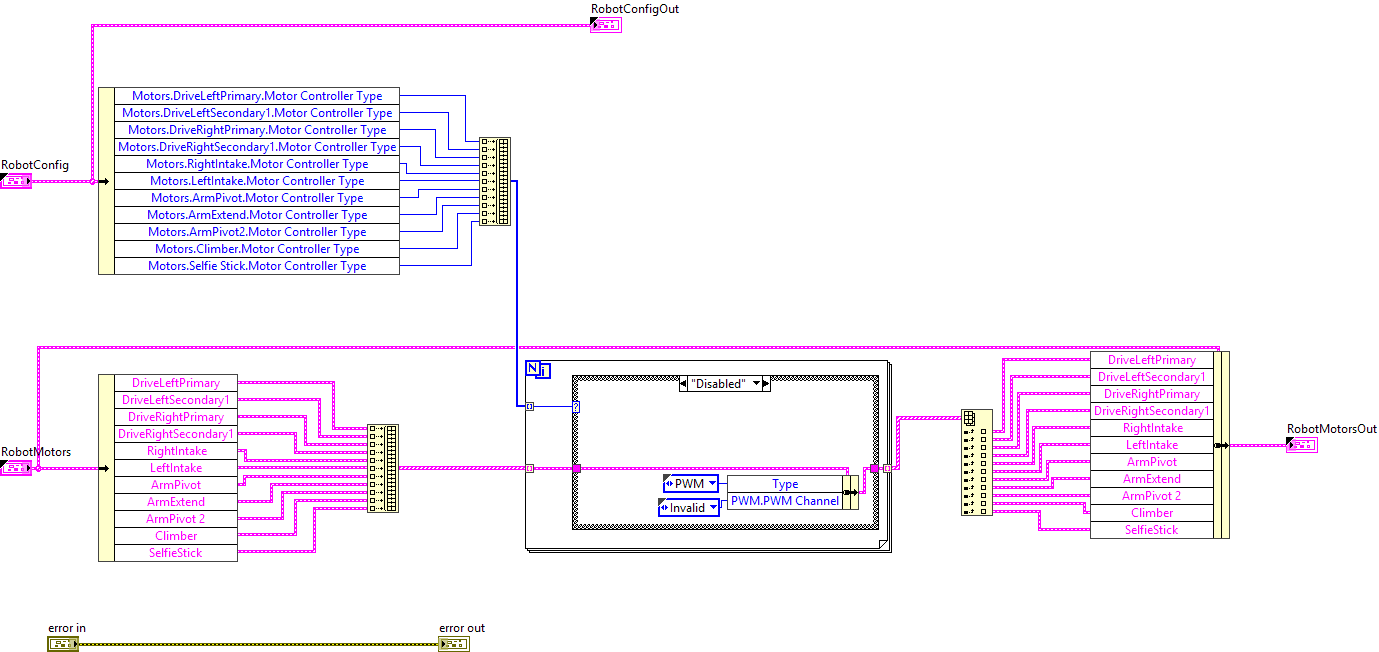 RobotConfigOut
Motors.DriveLeftPrimary.Motor Controller Type
Motors.DriveLeftSecondary1.Motor Controller Type
Motors.DriveRightPrimary.Motor Controller Type
Motors.DriveRightSecondary1.Motor Controller Type
Motors.RightIntake.Motor Controller Type
Motors.LeftIntake.Motor Controller Type
Motors.ArmPivot.Motor Controller Type
Motors.ArmExtend.Motor Controller Type
Motors.ArmPivot2.Motor Controller Type
Motors.Climber.Motor Controller Type
Motors.Selfie Stick.Motor Controller Type
RobotConfig
RobotMotors
DriveLeftPrimary
DriveLeftSecondary1
DriveRightPrimary
DriveRightSecondary1
RightIntake
LeftIntake
ArmPivot
ArmExtend
ArmPivot 2
Climber
SelfieStick
N
i
"Disabled"
?
PWM
Invalid
Type
PWM.PWM Channel
DriveLeftPrimary
DriveLeftSecondary1
DriveRightPrimary
DriveRightSecondary1
RightIntake
LeftIntake
ArmPivot
ArmExtend
ArmPivot 2
Climber
SelfieStick
RobotMotorsOut
error in
error out